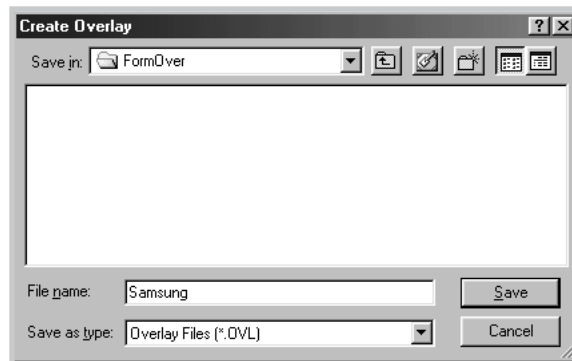 Create Overlay
Save in: FormOver
File name: Samsung Save
Save as type: Overlay Files (*.OVL) Cancel